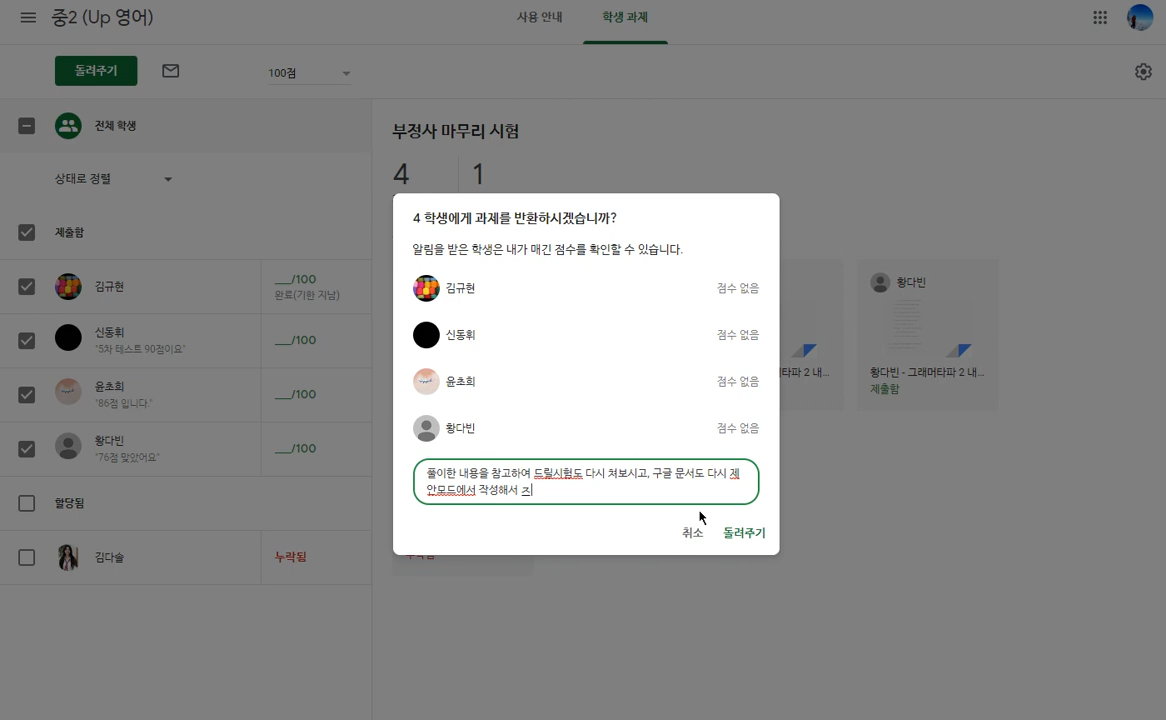 중2 (Up 영어)
사용 안내
학생 과제
돌려주기
100점
전체 학생
상태로 정렬
제출함
김규현
___/100
완료(기한 지남)
신동휘
"5차 테스트 90점이요"
___/100
윤초희
"86점 입니다."
___/100
황다빈
"76점 맞았어요"
___/100
할당됨
김다솔
누락됨
부정사 마무리 시험
4
1
4 학생에게 과제를 반환하시겠습니까?
알림을 받은 학생은 내가 매긴 점수를 확인할 수 있습니다.
김규현
점수 없음
신동휘
점수 없음
윤초희
점수 없음
황다빈
점수 없음
풀이한 내용을 참고하여 드릴시험도 다시 쳐보시고, 구글 문서도 다시 제
안모드에서 작성해서 즈
취소
돌려주기
누락됨
타파 2 내...
황다빈
황다빈 - 그래머타파 2 내...
제출함